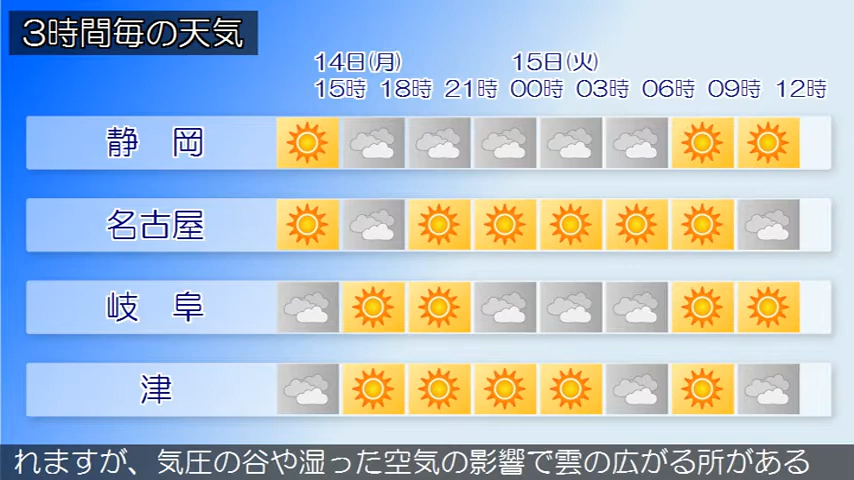 3時間毎の天気
14日(月) 15日(火)
15時 18時 21時 00時 03時 06時 09時 12時
静 岡
名古屋
岐 阜
津
れますが、気圧の谷や湿った空気の影響で雲の広がる所がある